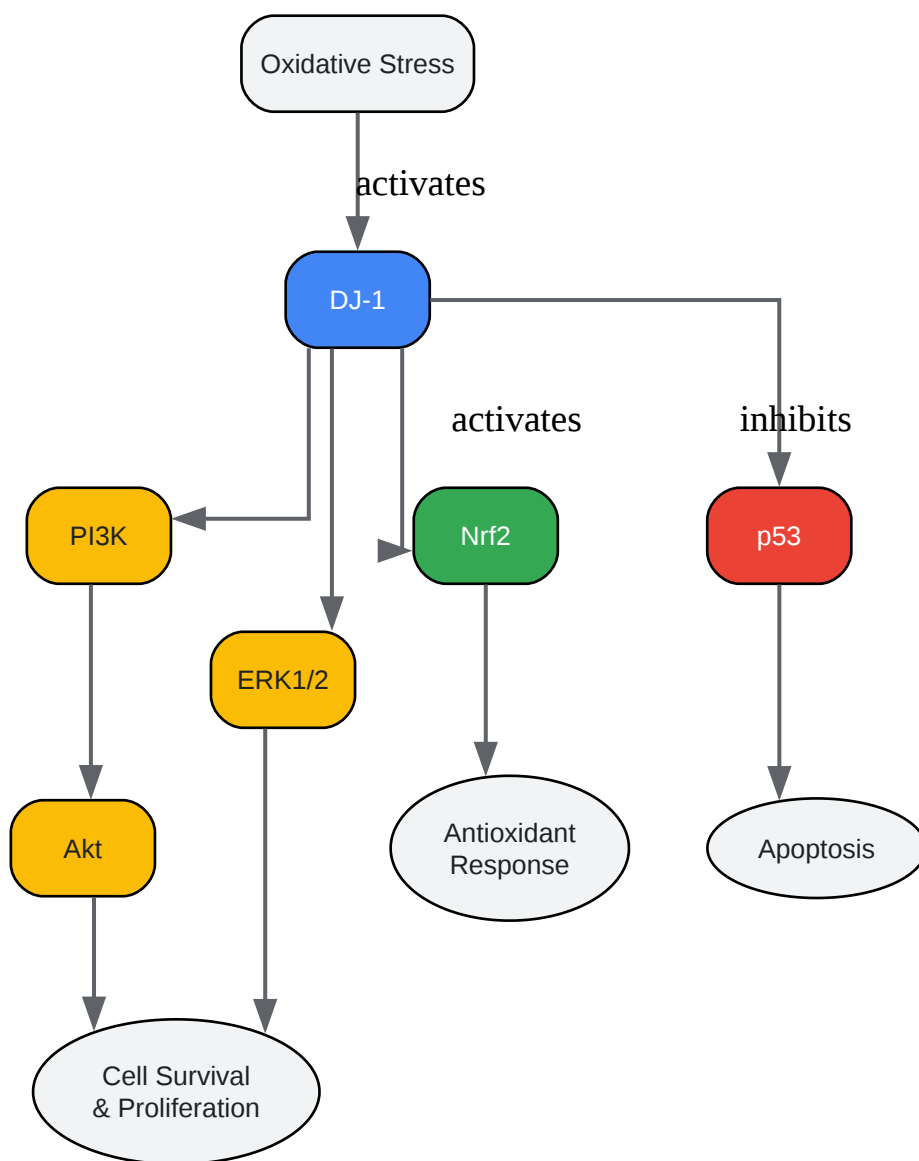 Oxidative Stress
activates
DJ-1
activates
inhibits
PI3K
Nrf2
p53
ERK1/2
Akt
Antioxidant
Response
Apoptosis
Cell Survival
& Proliferation